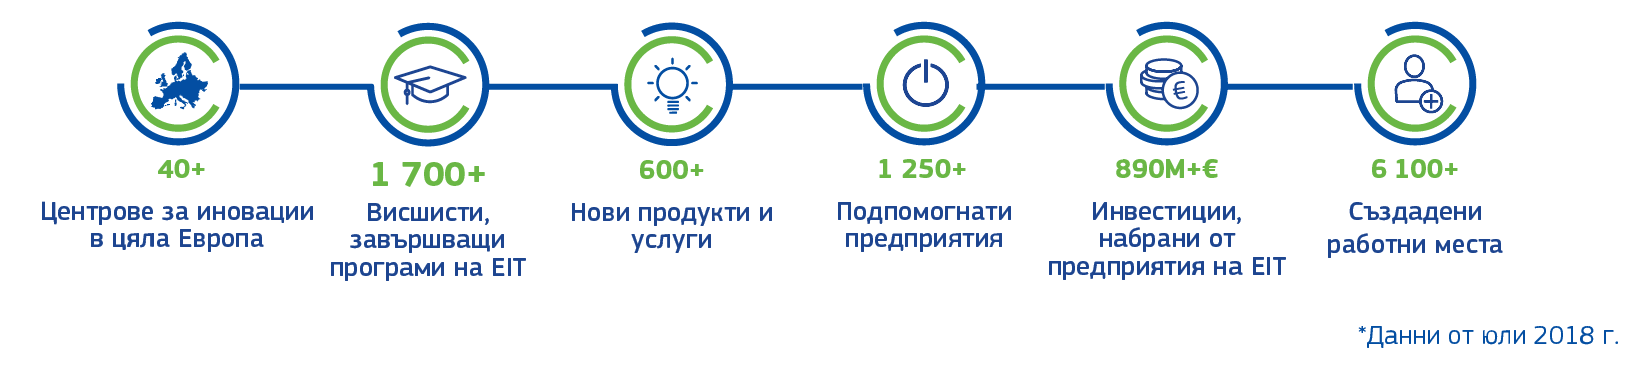 40+
Центрове за иновации
в цяла Европа
1 700+
Висшисти,
завършващи
програми на EIT
600+
Нови продукти и
услуги
1 250+
Подпомогнати
предприятия
€
890M+€
Инвестиции,
набрани от
предприятия на EIT
6 100+
Създадени
работни места
*Данни от юли 2018 г.